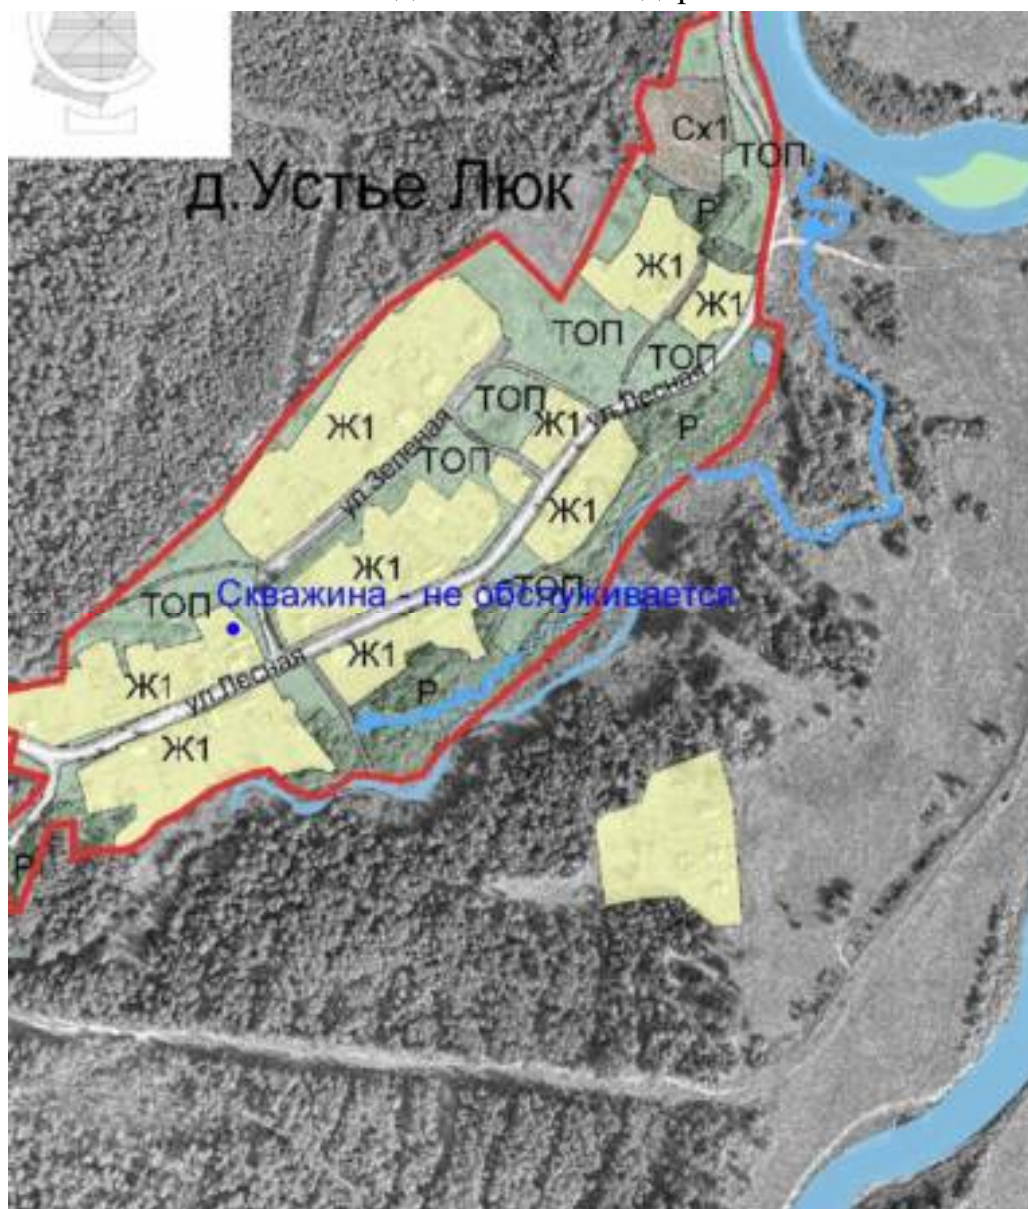 Сх1
ТОП
д.Устье Люк
Р
Ж1
Ж1
ТОП
ТОП
ТОП
Ж1
ул.Лесная
Р
Ж1
ул.Зеленая
ТОП
Ж1
Ж1
ТОП
Скважина - не обслуживается
ТОП
Ж1
Ж1
ул.Лесная
Р
Ж1